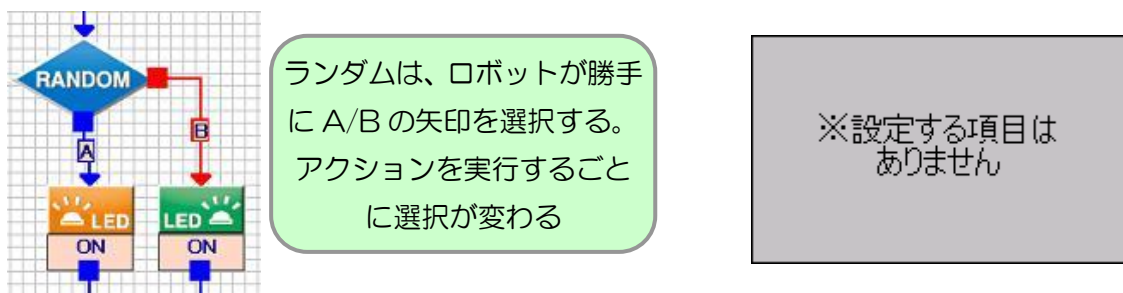 RANDOM
A
B
LED
ON
LED
ON
ランダムは、ロボットが勝手
に A/B の矢印を選択する。
アクションを実行するごと
に選択が変わる
※設定する項目は
ありません